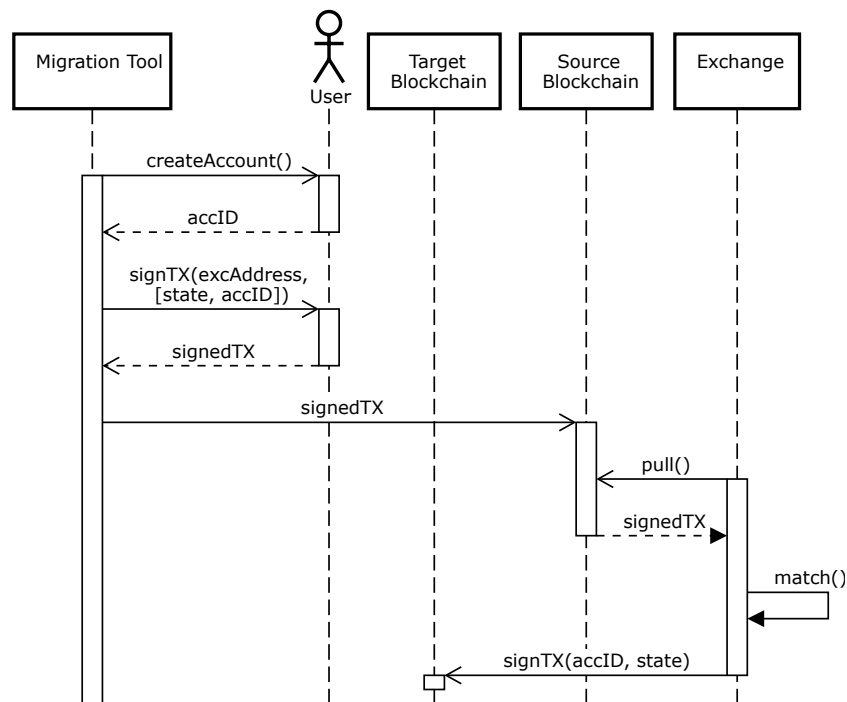 Migration Tool
User
Target
Blockchain
Source
Blockchain
Exchange
createAccount()
accID
signTX(excAddress,
[state, accID])
signedTX
signedTX
pull()
signedTX
match()
signTX(accID, state)